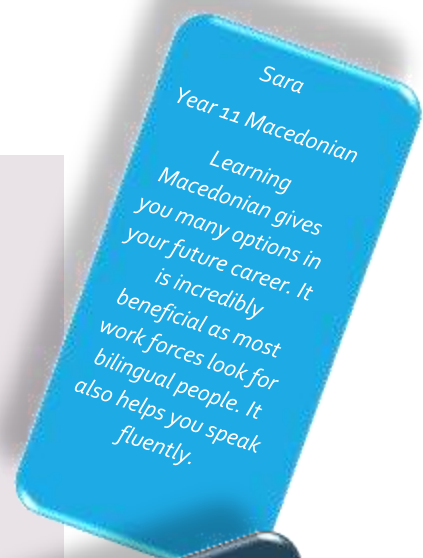 Sara
Year 11 Macedonian
Learning
Macedonian gives
you many options in
your future career. It
is incredibly
beneficial as most
work forces look for
bilingual people. It
also helps you speak
fluently.